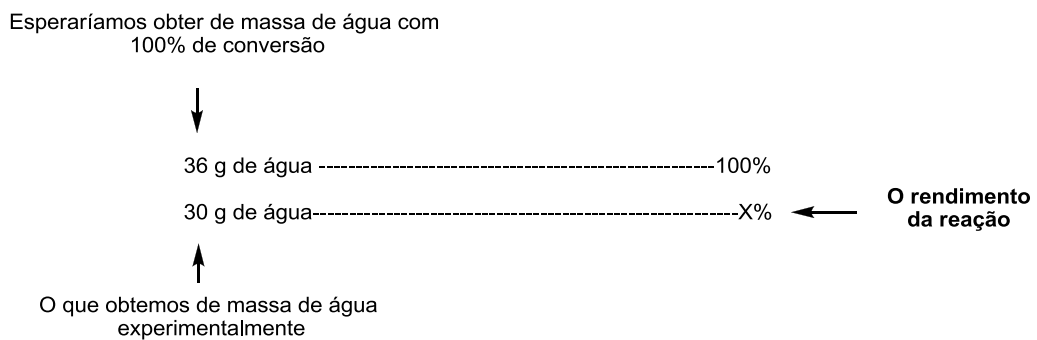 Esperaríamos obter de massa de água com
100% de conversão
36 g de água ------------------------------------------------------100%
30 g de água----------------------------------------------------------X%
O rendimento
da reação
O que obtemos de massa de água
experimentalmente